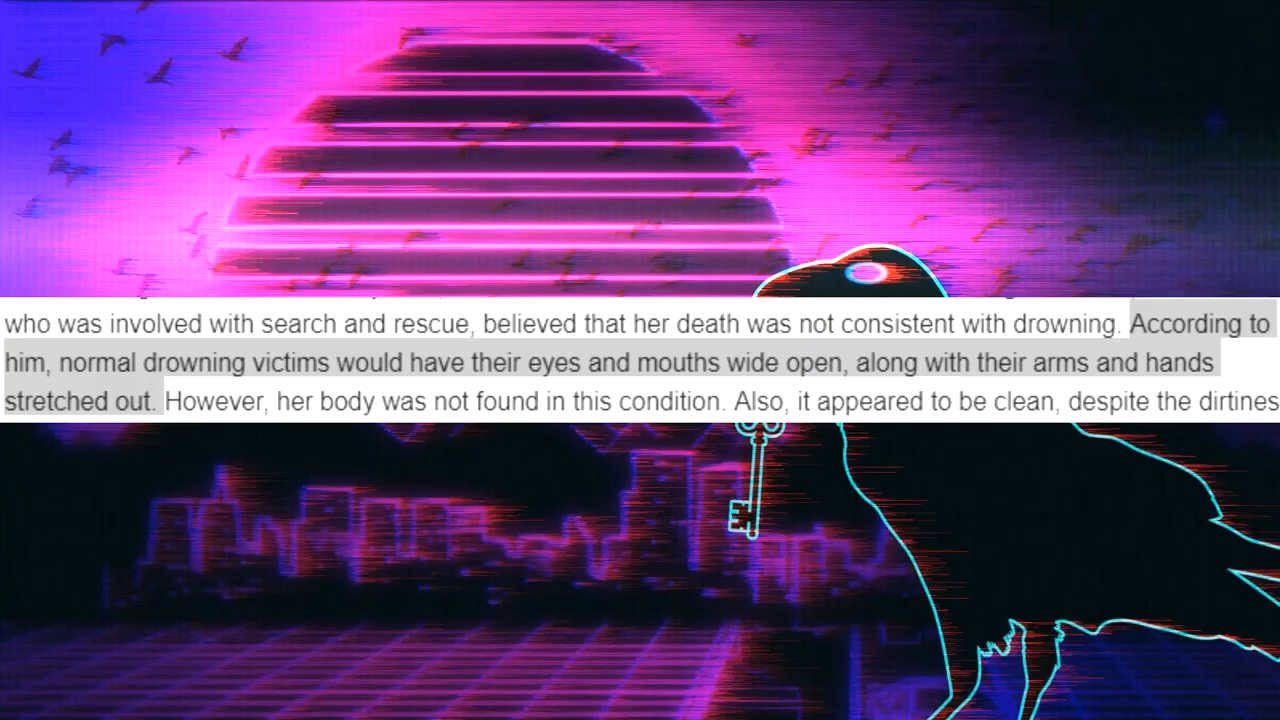 who was involved with search and rescue, believed that her death was not consistent with drowning. According to
him, normal drowning victims would have their eyes and mouths wide open, along with their arms and hands
stretched out. However, her body was not found in this condition. Also, it appeared to be clean, despite the dirtines